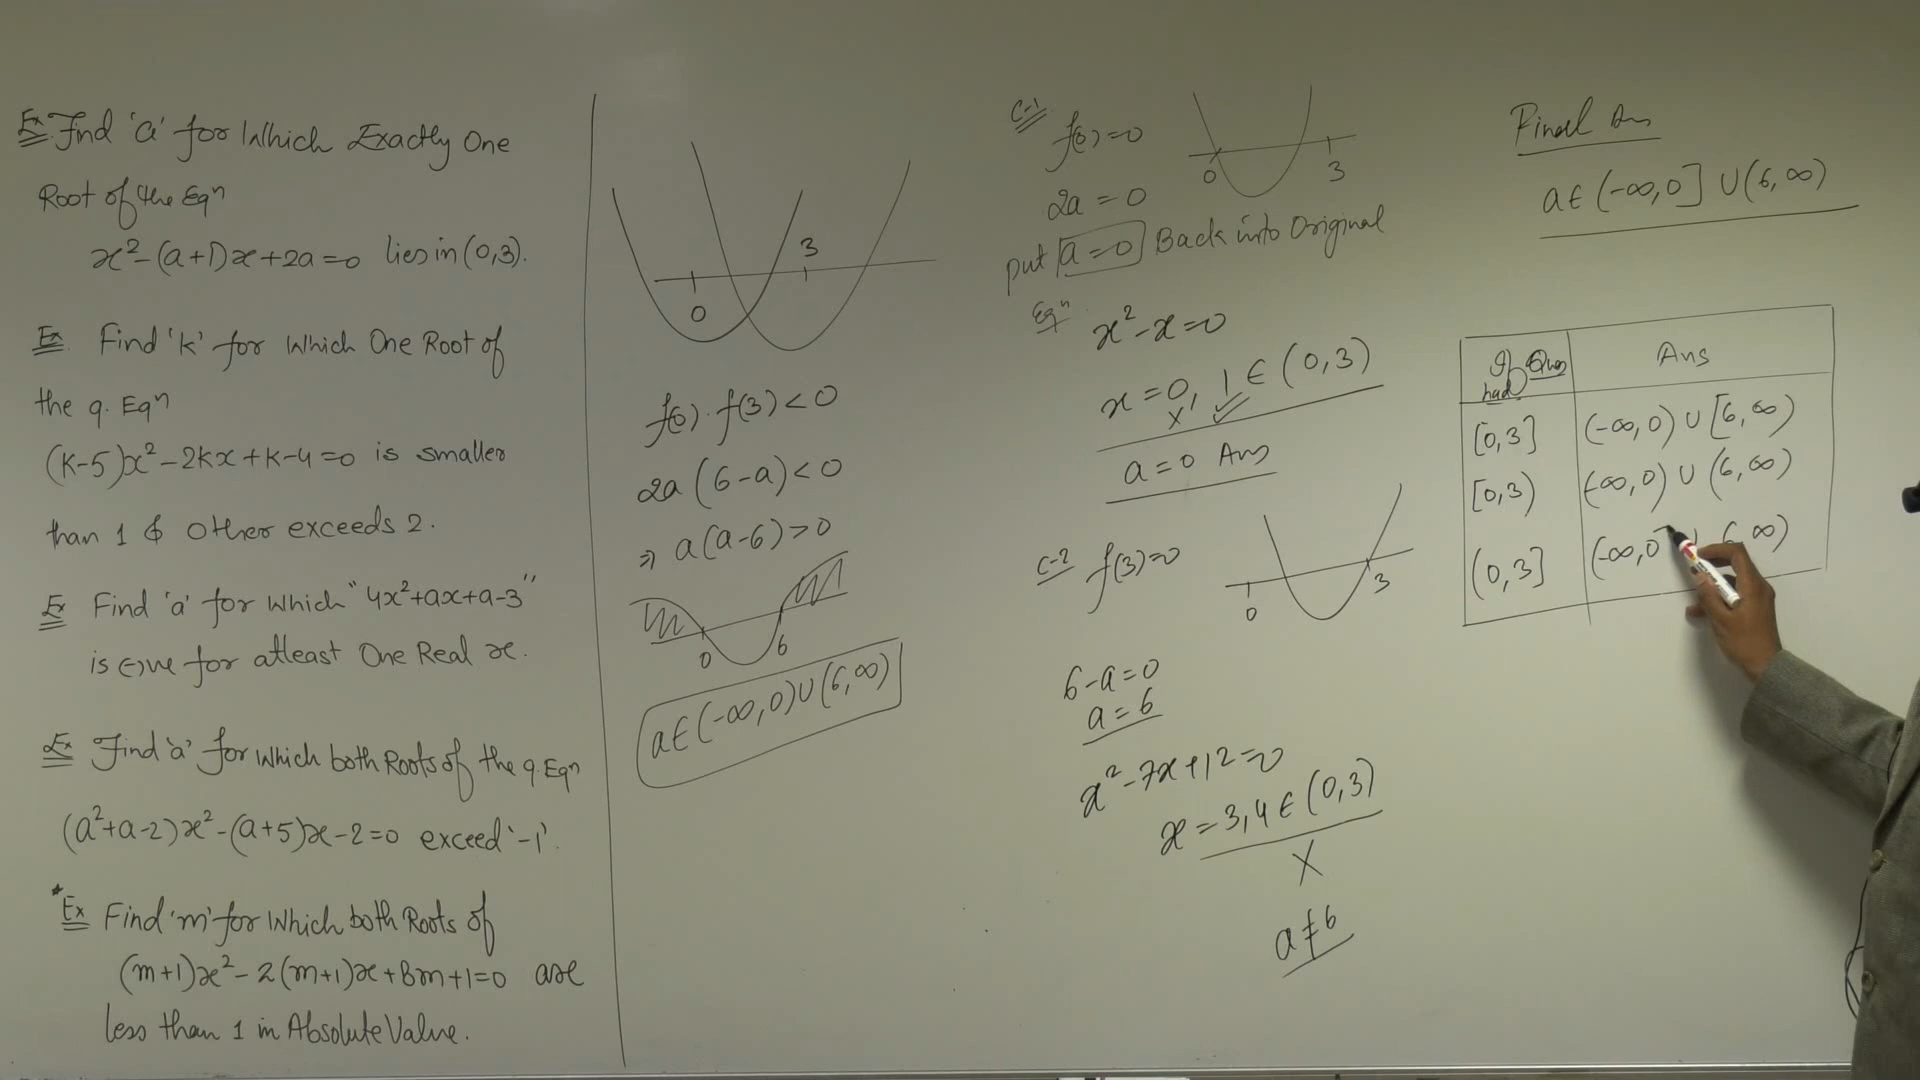 Ex. Find 'a' for Which Exactly One
Root of the Eqⁿ
x²-(a+1)x+2a=0 lies in (0,3).
Ex. Find 'k' for Which One Root of
the q. Eqⁿ
(k-5)x²-2kx+k-4=0 is smaller
than 1 & Other exceeds 2.
Ex Find 'a' for Which "4x²+ax+a-3"
is (-)ve for atleast One Real x.
Ex Find 'a' for Which both Roots of the q. Eqⁿ
(a²+a-2)x²-(a+5)x-2=0 exceed '-1'.
*Ex Find 'm' for Which both Roots of
(m+1)x²-2(m+1)x+8m+1=0 are
less than 1 in Absolute Value.
0
3
f(0).f(3)<0
2a(6-a)<0
⇒ a(a-6)>0
0 6
a∈(-∞,0)∪(6,∞)
C-1
f(0)=0
0 3
2a=0
put a=0 Back into Original
Eqⁿ
x²-x=0
x=0,1∈(0,3)
x ✓
a=0 Ans
C-2 f(3)=0
0 3
6-a=0
a=6
x²-7x+12=0
x=3,4∈(0,3)
X
a≠6
Final Ans
a∈(-∞,0]∪(6,∞)
If Ques had Ans
[0,3] (-∞,0)∪[6,∞)
[0,3) (-∞,0)∪(6,∞)
(0,3] (-∞,0 6,∞)